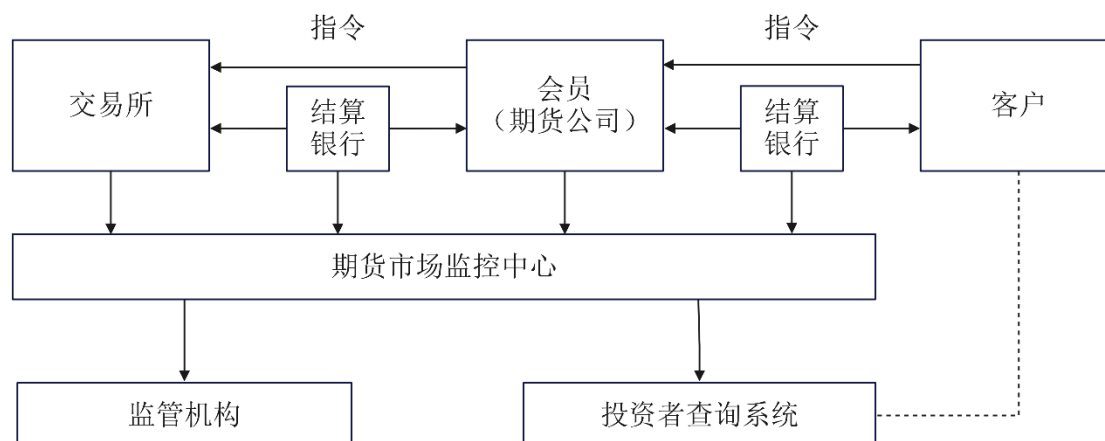 指令
指令
交易所
结算
银行
会员
（期货公司）
结算
银行
客户
期货市场监控中心
监管机构
投资者查询系统